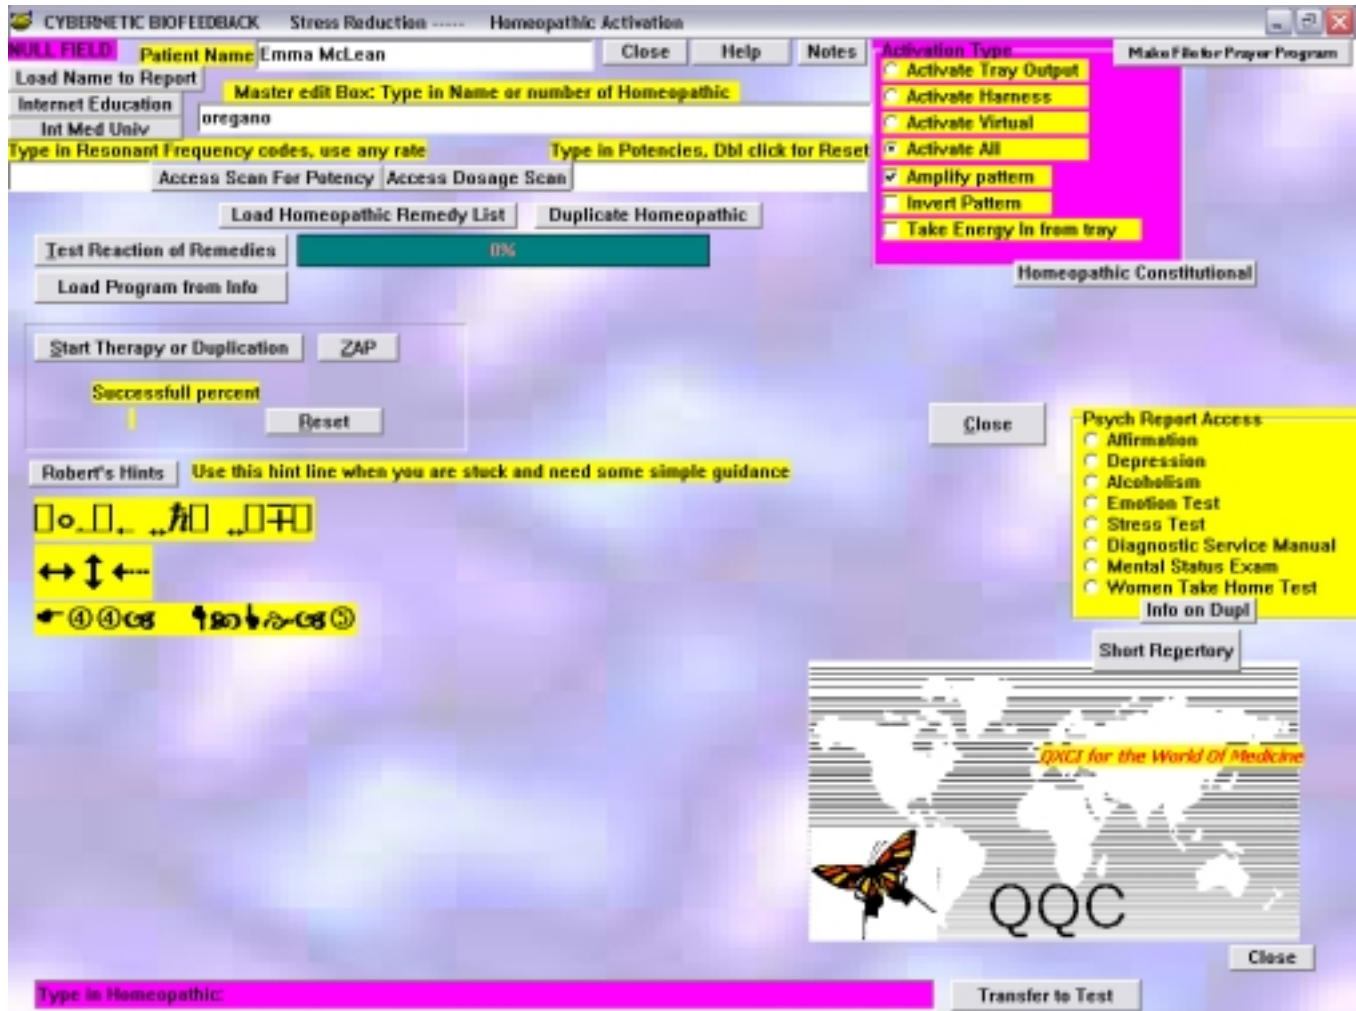 CYBERNETIC BIOFEEDBACK Stress Reduction ----- Homeopathic Activation
NULL FIELD Patient Name Emma McLean Close Help Notes
Load Name to Report
Internet Education
Int Med Univ
Master edit Box: Type in Name or number of Homeopathic
oregano
Type in Resonant Frequency codes, use any rate Type in Potencies, Dbl click for Reset
Access Scan For Potency Access Dosage Scan
Load Homeopathic Remedy List Duplicate Homeopathic
Test Reaction of Remedies 0%
Load Program from Info
Activation Type
Activate Tray Output
Activate Harness
Activate Virtual
Activate All
Amplify pattern
Invert Pattern
Take Energy In from tray
Make File for Prayer Program
Homeopathic Constitutional
Start Therapy or Duplication ZAP
Successfull percent
Reset
Close
Robert's Hints Use this hint line when you are stuck and need some simple guidance
Psych Report Access
Affirmation
Depression
Alcoholism
Emotion Test
Stress Test
Diagnostic Service Manual
Mental Status Exam
Women Take Home Test
Info on Dupl
Short Repertory
QXCI for the World Of Medicine
QQC
Close
Type in Homeopathic:
Transfer to Test